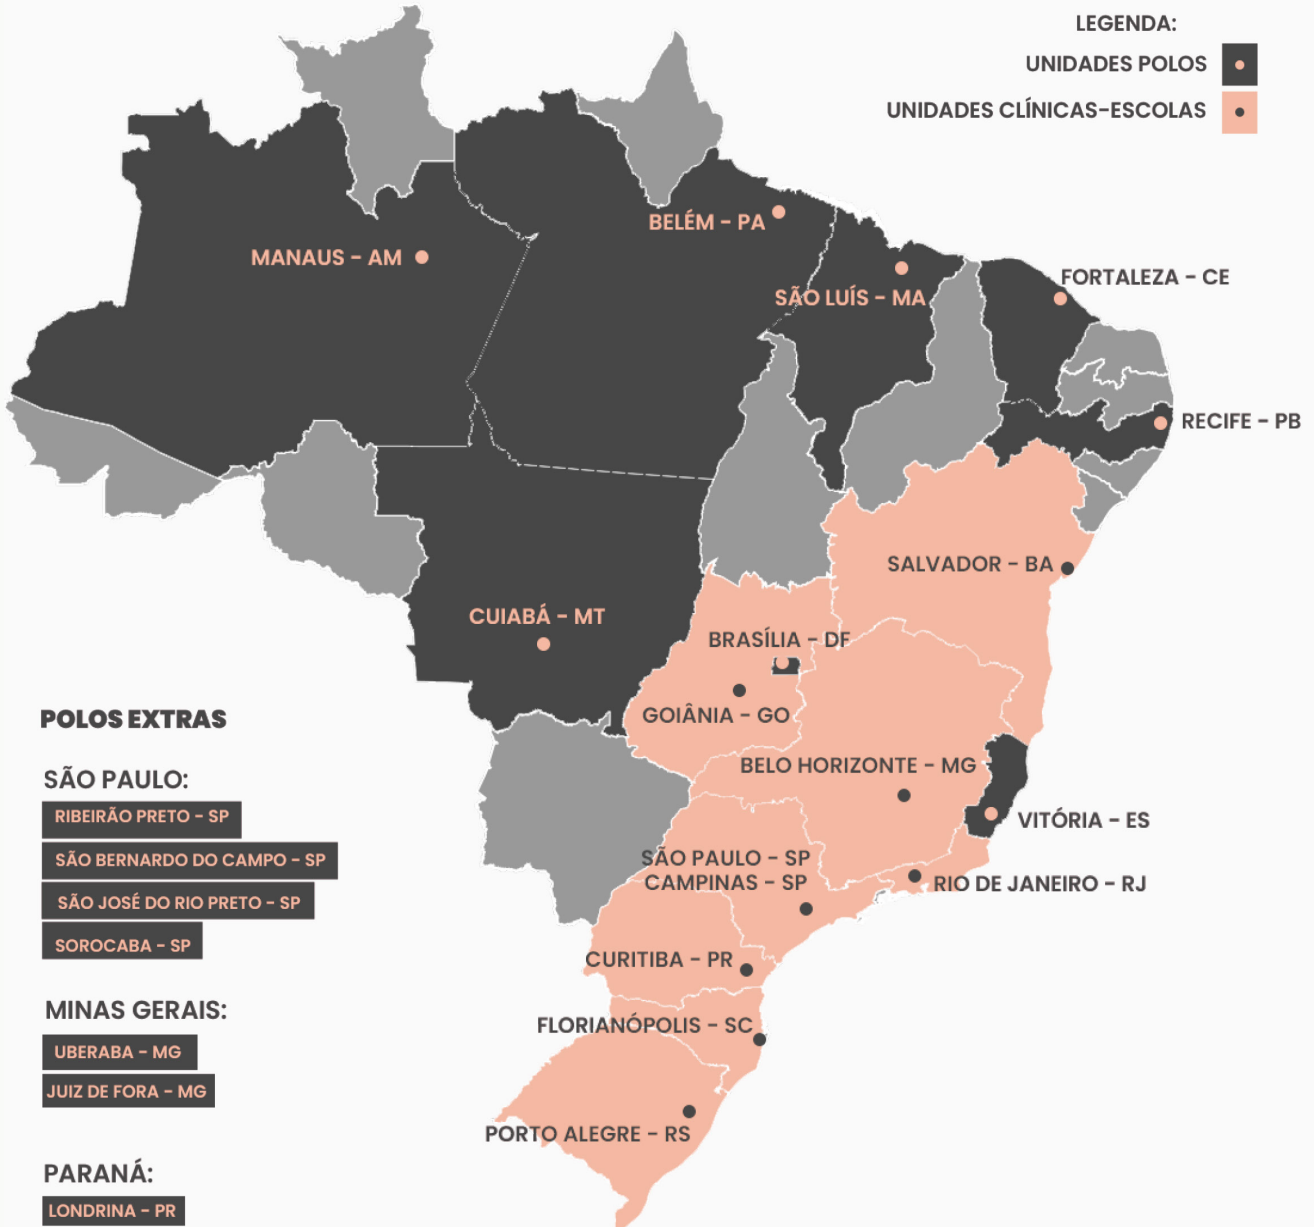 LEGENDA:
UNIDADES POLOS
UNIDADES CLÍNICAS-ESCOLAS
BELÉM - PA
MANAUS - AM
SÃO LUÍS - MA
FORTALEZA - CE
RECIFE - PB
SALVADOR - BA
CUIABÁ - MT
BRASÍLIA - DF
GOIÂNIA - GO
BELO HORIZONTE - MG
VITÓRIA - ES
SÃO PAULO - SP
CAMPINAS - SP
RIO DE JANEIRO - RJ
CURITIBA - PR
FLORIANÓPOLIS - SC
PORTO ALEGRE - RS
POLOS EXTRAS
SÃO PAULO:
RIBEIRÃO PRETO - SP
SÃO BERNARDO DO CAMPO - SP
SÃO JOSÉ DO RIO PRETO - SP
SOROCABA - SP
MINAS GERAIS:
UBERABA - MG
JUIZ DE FORA - MG
PARANÁ:
LONDRINA - PR